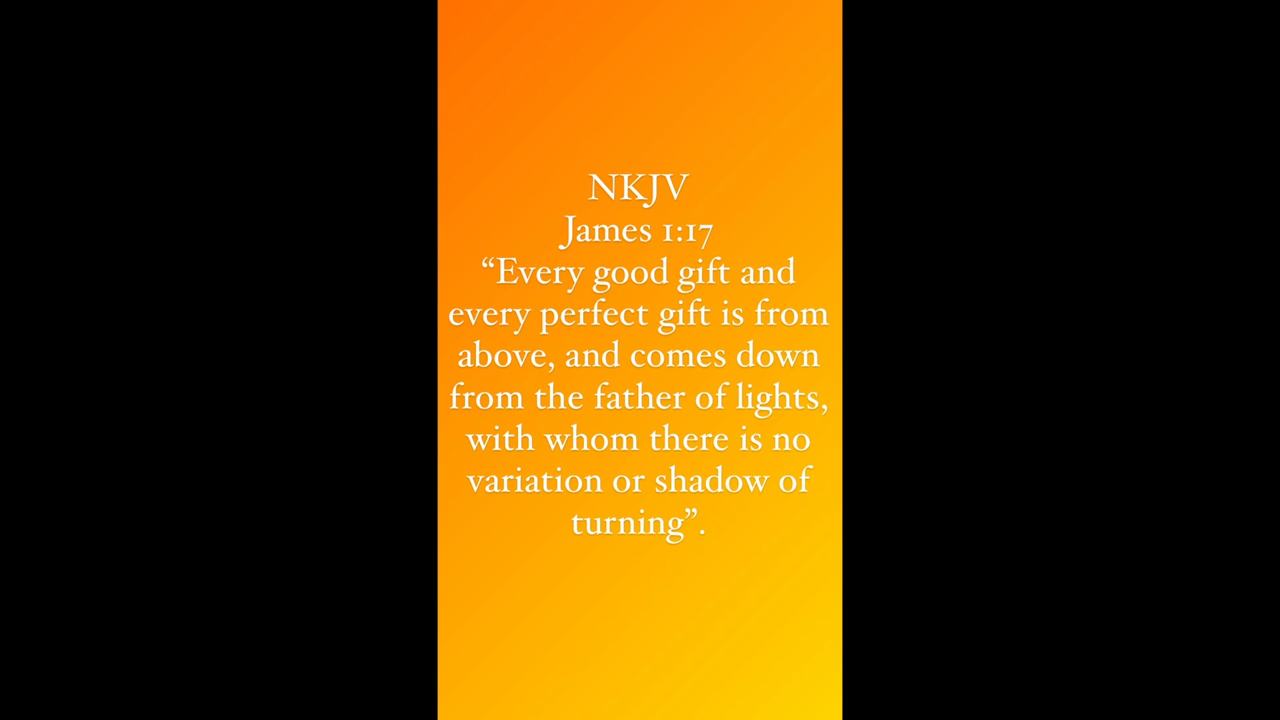 NKJV
James 1:17
“Every good gift and
every perfect gift is from
above, and comes down
from the father of lights,
with whom there is no
variation or shadow of
turning”.